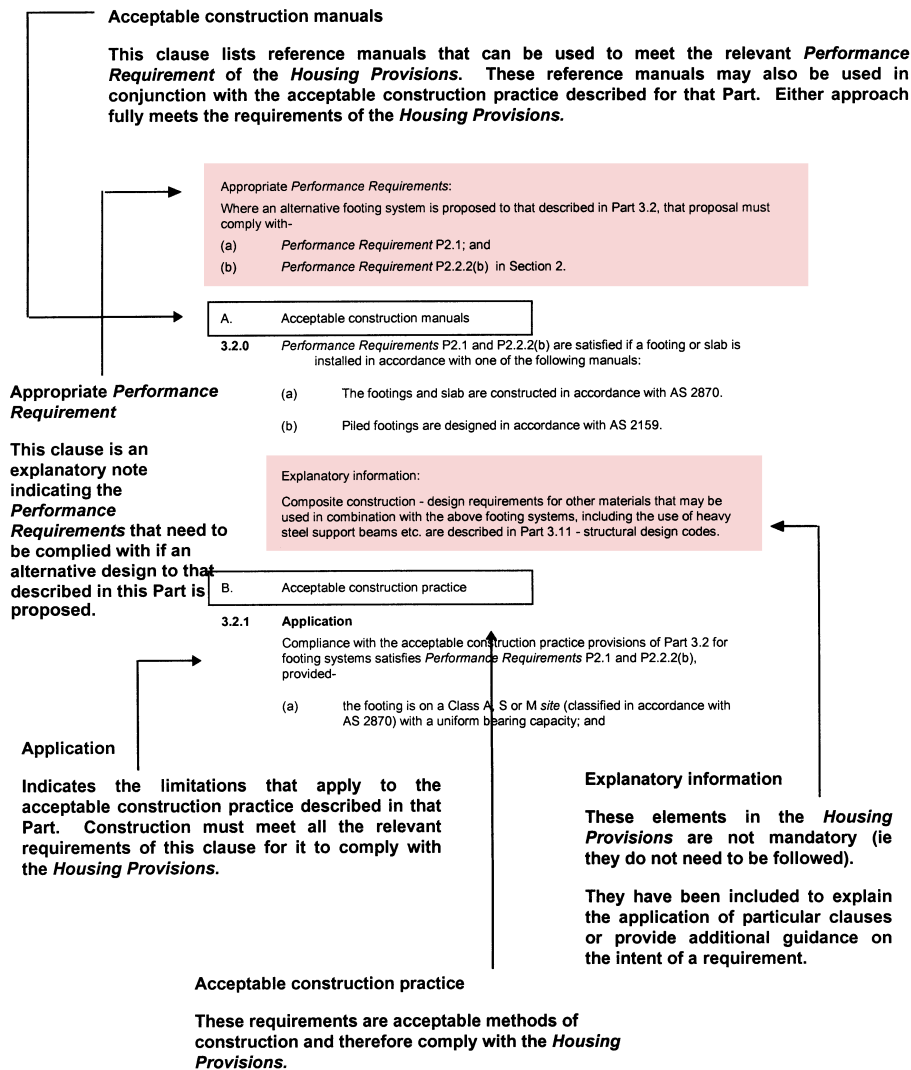 Acceptable construction manuals
This clause lists reference manuals that can be used to meet the relevant Performance
Requirement of the Housing Provisions. These reference manuals may also be used in
conjunction with the acceptable construction practice described for that Part. Either approach
fully meets the requirements of the Housing Provisions.
Appropriate Performance Requirements:
Where an alternative footing system is proposed to that described in Part 3.2, that proposal must
comply with-
(a) Performance Requirement P2.1; and
(b) Performance Requirement P2.2.2(b) in Section 2.
A. Acceptable construction manuals
3.2.0 Performance Requirements P2.1 and P2.2.2(b) are satisfied if a footing or slab is
installed in accordance with one of the following manuals:
(a) The footings and slab are constructed in accordance with AS 2870.
(b) Piled footings are designed in accordance with AS 2159.
Appropriate Performance
Requirement
This clause is an
explanatory note
indicating the
Performance
Requirements that need to
be complied with if an
alternative design to that
described in this Part is
proposed.
Explanatory information:
Composite construction - design requirements for other materials that may be
used in combination with the above footing systems, including the use of heavy
steel support beams etc. are described in Part 3.11 - structural design codes.
B. Acceptable construction practice
3.2.1 Application
Compliance with the acceptable construction practice provisions of Part 3.2 for
footing systems satisfies Performance Requirements P2.1 and P2.2.2(b),
provided-
(a) the footing is on a Class A, S or M site (classified in accordance with
AS 2870) with a uniform bearing capacity; and
Application
Indicates the limitations that apply to the
acceptable construction practice described in that
Part. Construction must meet all the relevant
requirements of this clause for it to comply with
the Housing Provisions.
Explanatory information
These elements in the Housing
Provisions are not mandatory (ie
they do not need to be followed).
They have been included to explain
the application of particular clauses
or provide additional guidance on
the intent of a requirement.
Acceptable construction practice
These requirements are acceptable methods of
construction and therefore comply with the Housing
Provisions.